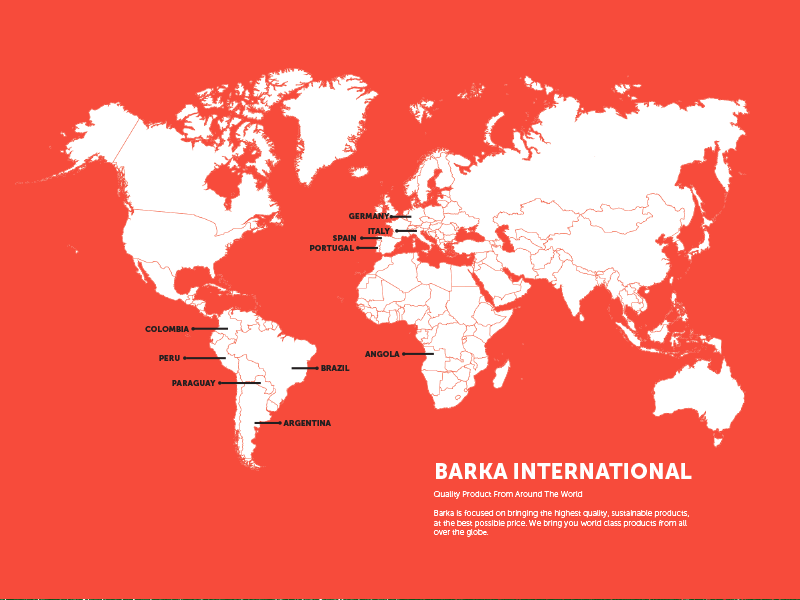 GERMANY
ITALY
SPAIN
PORTUGAL
COLOMBIA
PERU
ANGOLA
BRAZIL
PARAGUAY
ARGENTINA
BARKA INTERNATIONAL
Quality Product From Around The World
Barka is focused on bringing the highest quality, sustainable products,
at the best possible price. We bring you world class products from all
over the globe.